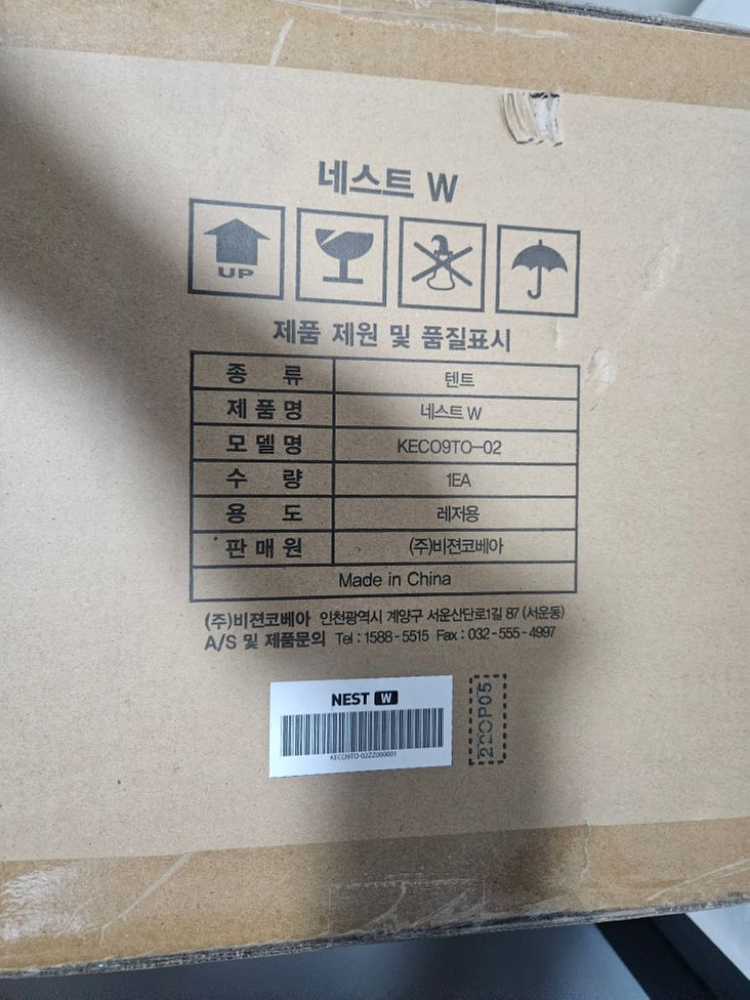 네스트 W
UP
제품 제원 및 품질표시
종 류 텐트
제품명 네스트 W
모델명 KECO9TO-02
수 량 1EA
용 도 레저용
판매원 (주)비젼코베아
Made in China
(주)비젼코베아 인천광역시 계양구 서운산단로1길 87 (서운동)
A/S 및 제품문의 Tel : 1588-5515 Fax : 032-555-4997
NEST W
KECO9TO-02ZZ000001